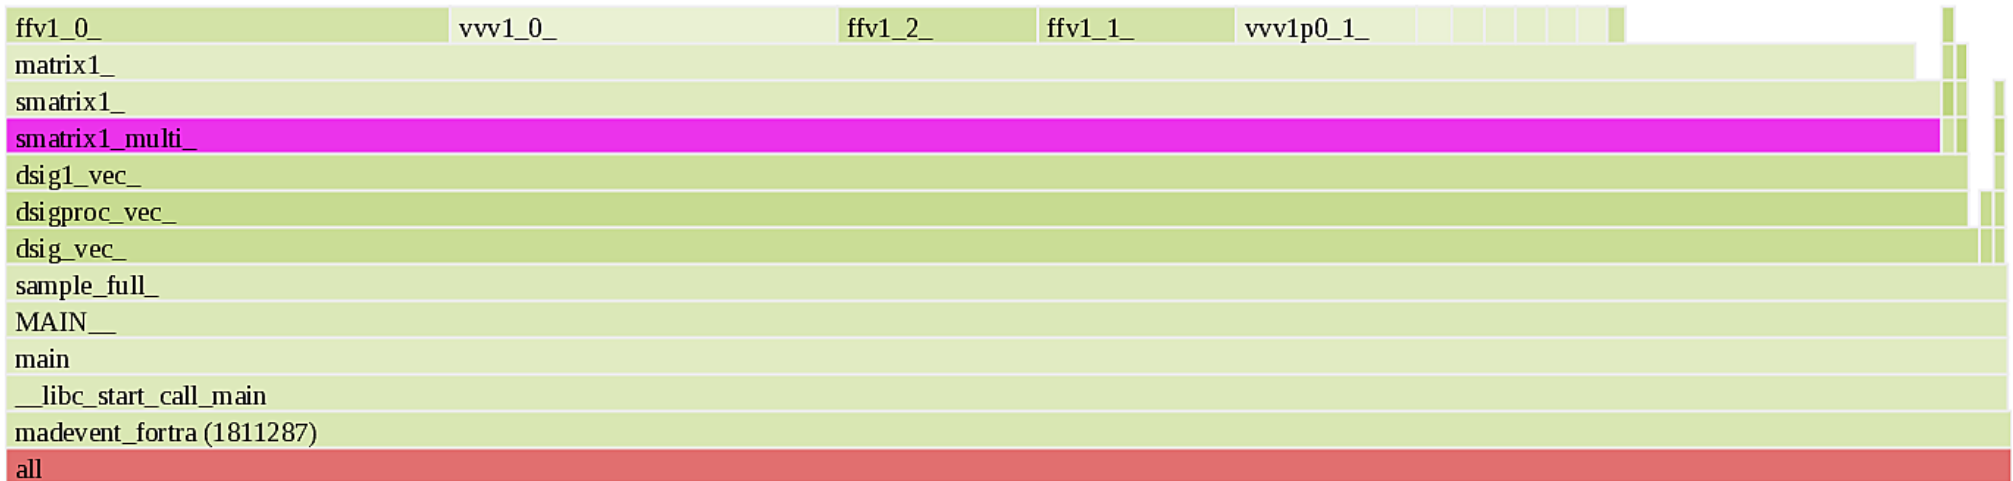 ffv1_0_ vvv1_0_ ffv1_2_ ffv1_1_ vvv1p0_1_
matrix1_
smatrix1_
smatrix1_multi_
dsig1_vec_
dsigproc_vec_
dsig_vec_
sample_full_
MAIN__
main
__libc_start_call_main
madevent_fortra (1811287)
all